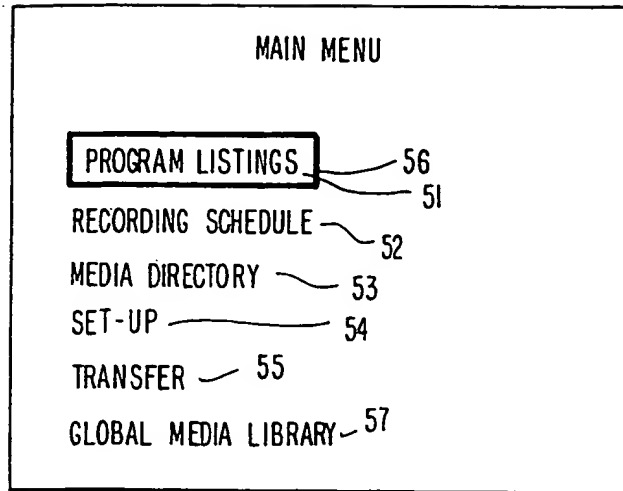 MAIN MENU
PROGRAM LISTINGS 56
51
RECORDING SCHEDULE 52
MEDIA DIRECTORY 53
SET-UP 54
TRANSFER 55
GLOBAL MEDIA LIBRARY 57